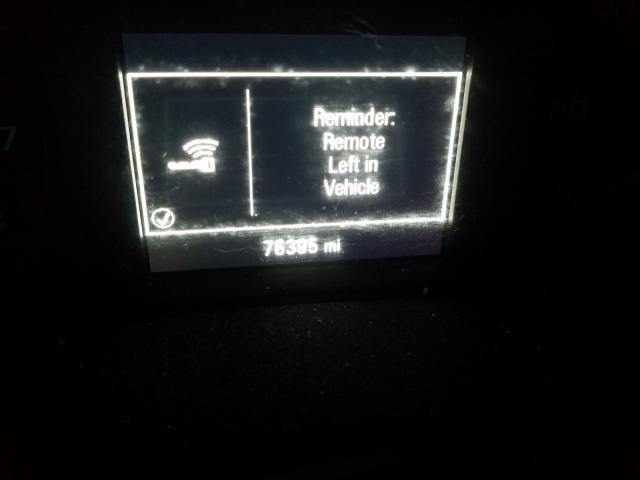 Reminder:
Remote
Left in
Vehicle
76395 mi